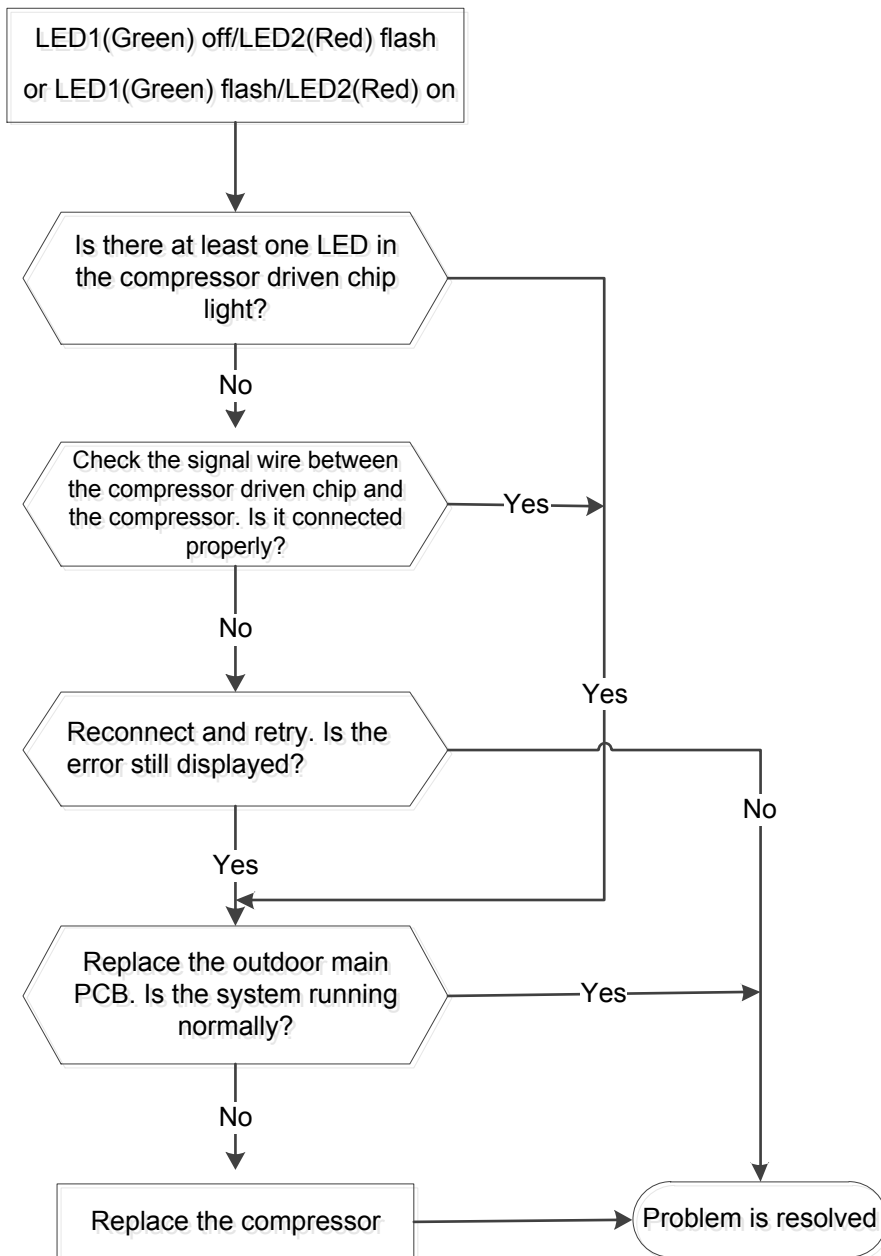 LED1(Green) off/LED2(Red) flash
or LED1(Green) flash/LED2(Red) on
Is there at least one LED in
the compressor driven chip
light?
No
Check the signal wire between
the compressor driven chip and
the compressor. Is it connected
properly?
Yes
No
Yes
Reconnect and retry. Is the
error still displayed?
No
Yes
Replace the outdoor main
PCB. Is the system running
normally?
Yes
No
Replace the compressor
Problem is resolved